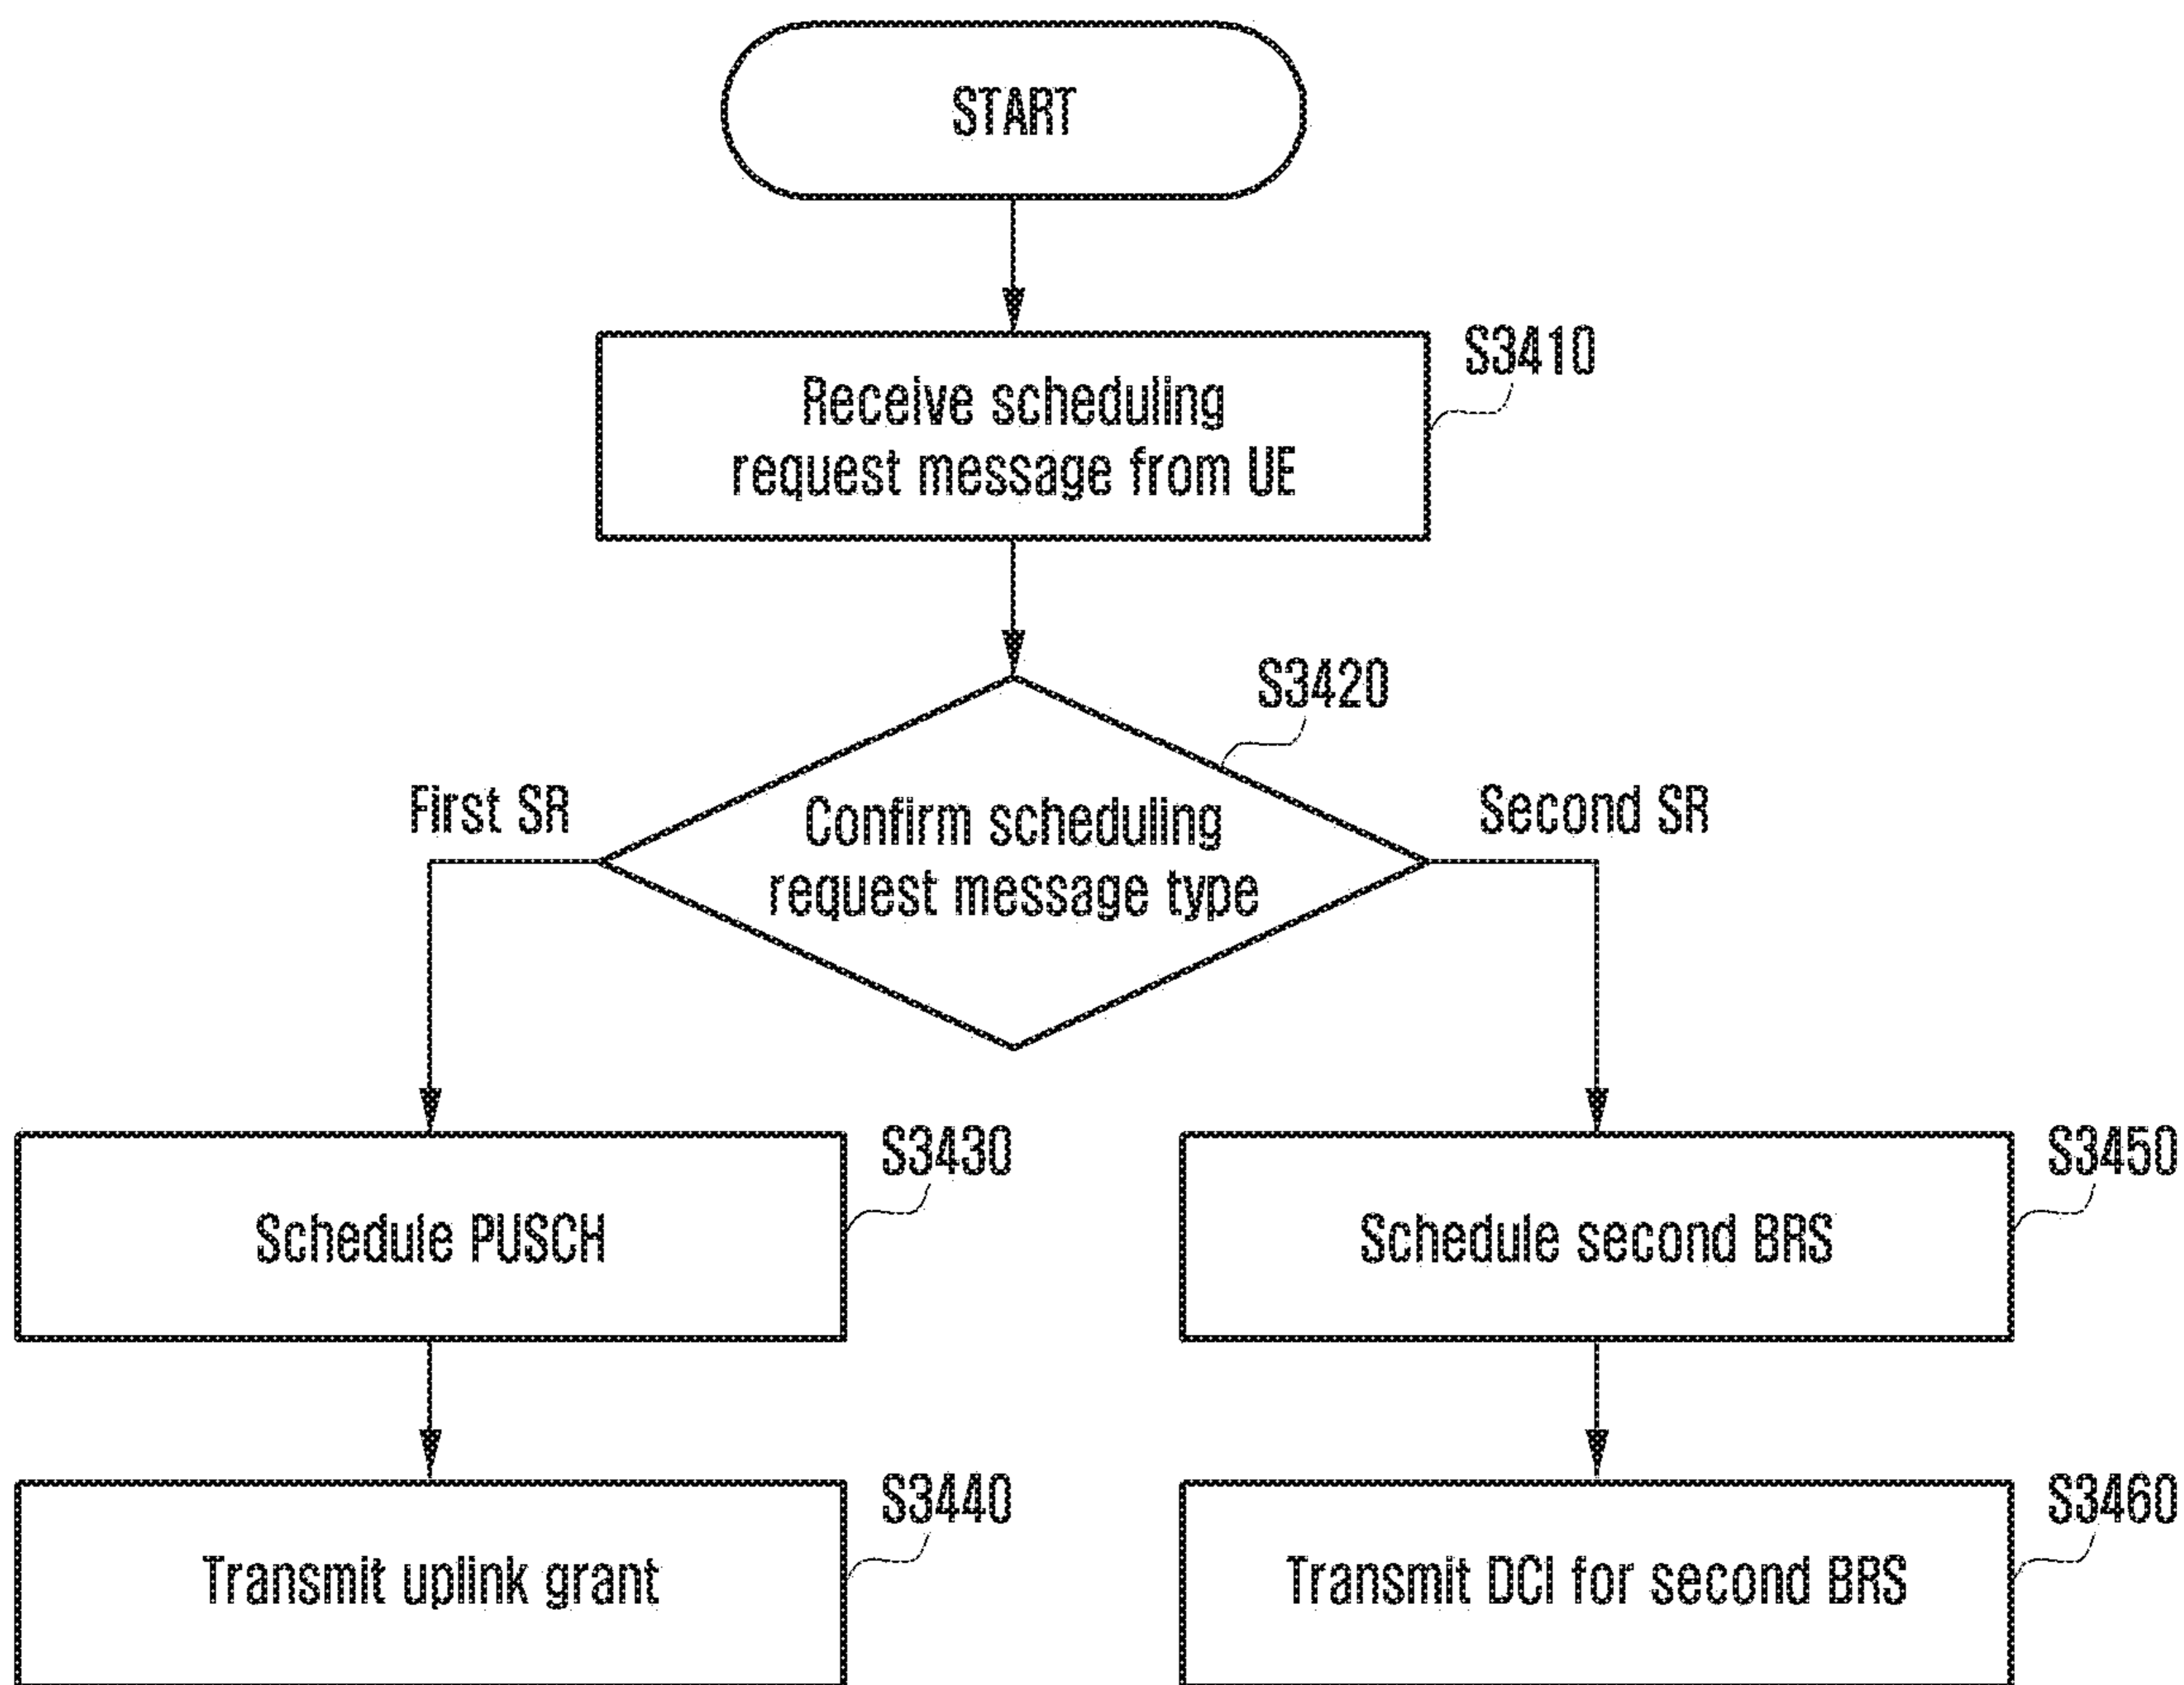 START
S3410
Receive scheduling
request message from UE
S3420
First SR
Second SR
Confirm scheduling
request message type
S3430
S3450
Schedule PUSCH
Schedule second BRS
S3440
S3460
Transmit uplink grant
Transmit DCI for second BRS